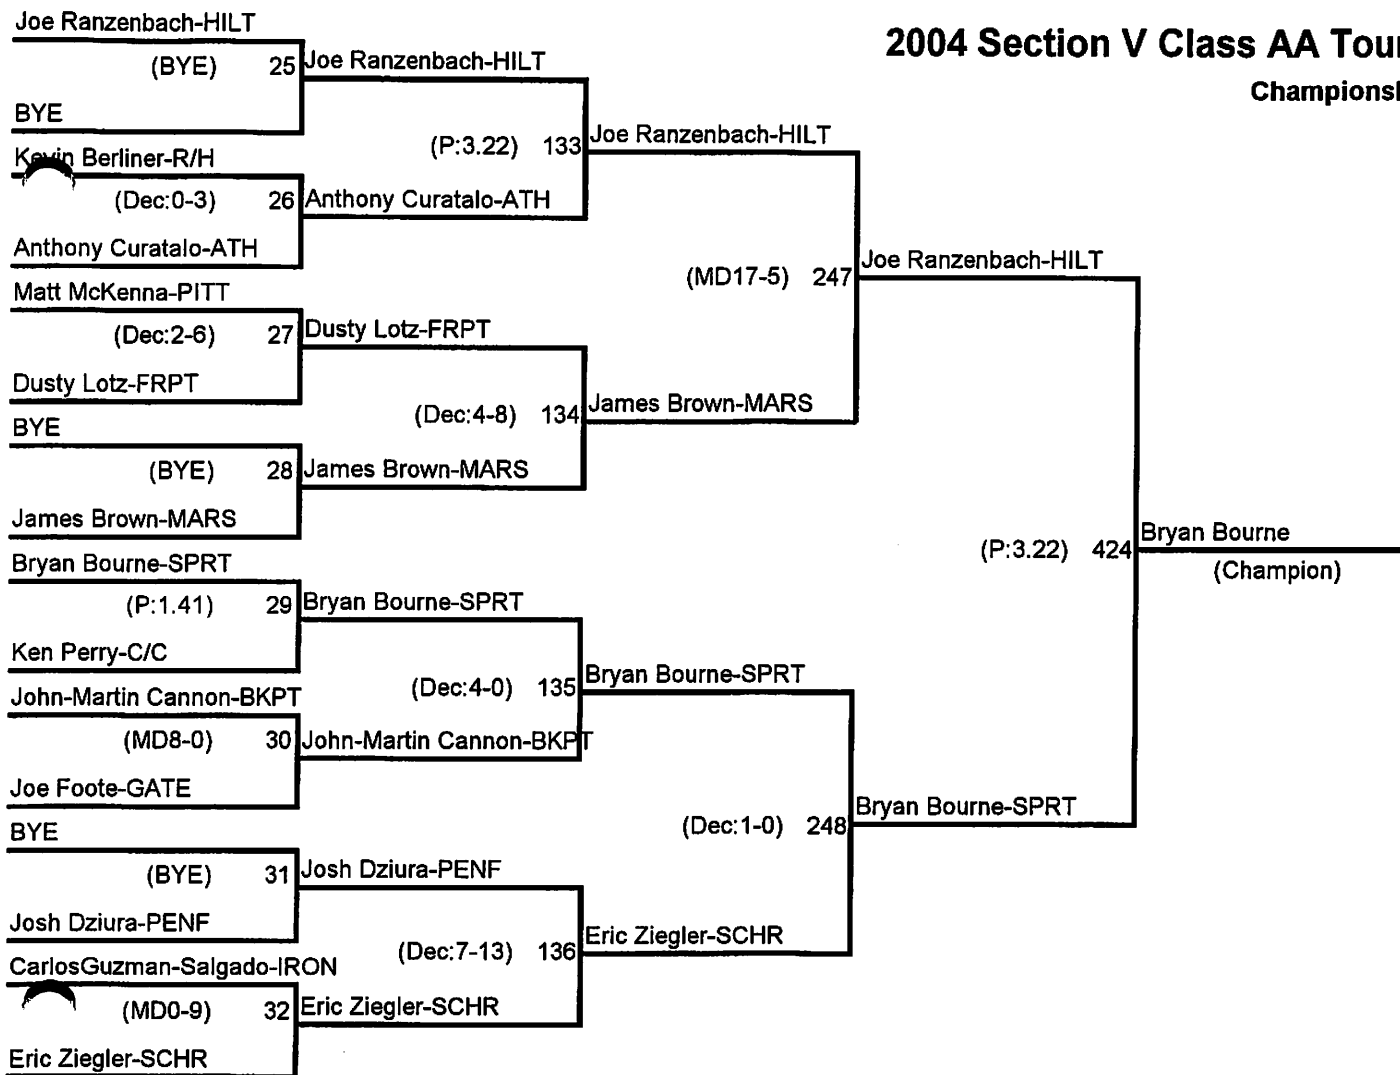 2004 Section V Class AA Tour
Championsh
Joe Ranzenbach-HILT
(BYE) 25
BYE
Joe Ranzenbach-HILT
Kevin Berliner-R/H
(Dec:0-3) 26
Anthony Curatalo-ATH
Anthony Curatalo-ATH
(P:3.22) 133
Joe Ranzenbach-HILT
Matt McKenna-PITT
(Dec:2-6) 27
Dusty Lotz-FRPT
Dusty Lotz-FRPT
BYE
(BYE) 28
James Brown-MARS
James Brown-MARS
(Dec:4-8) 134
James Brown-MARS
(MD17-5) 247
Joe Ranzenbach-HILT
Bryan Bourne-SPRT
(P:1.41) 29
Ken Perry-C/C
Bryan Bourne-SPRT
John-Martin Cannon-BKPT
(MD8-0) 30
Joe Foote-GATE
John-Martin Cannon-BKPT
(Dec:4-0) 135
Bryan Bourne-SPRT
BYE
(BYE) 31
Josh Dziura-PENF
Josh Dziura-PENF
CarlosGuzman-Salgado-IRON
(MD0-9) 32
Eric Ziegler-SCHR
Eric Ziegler-SCHR
(Dec:7-13) 136
Eric Ziegler-SCHR
(Dec:1-0) 248
Bryan Bourne-SPRT
(P:3.22) 424
Bryan Bourne
(Champion)